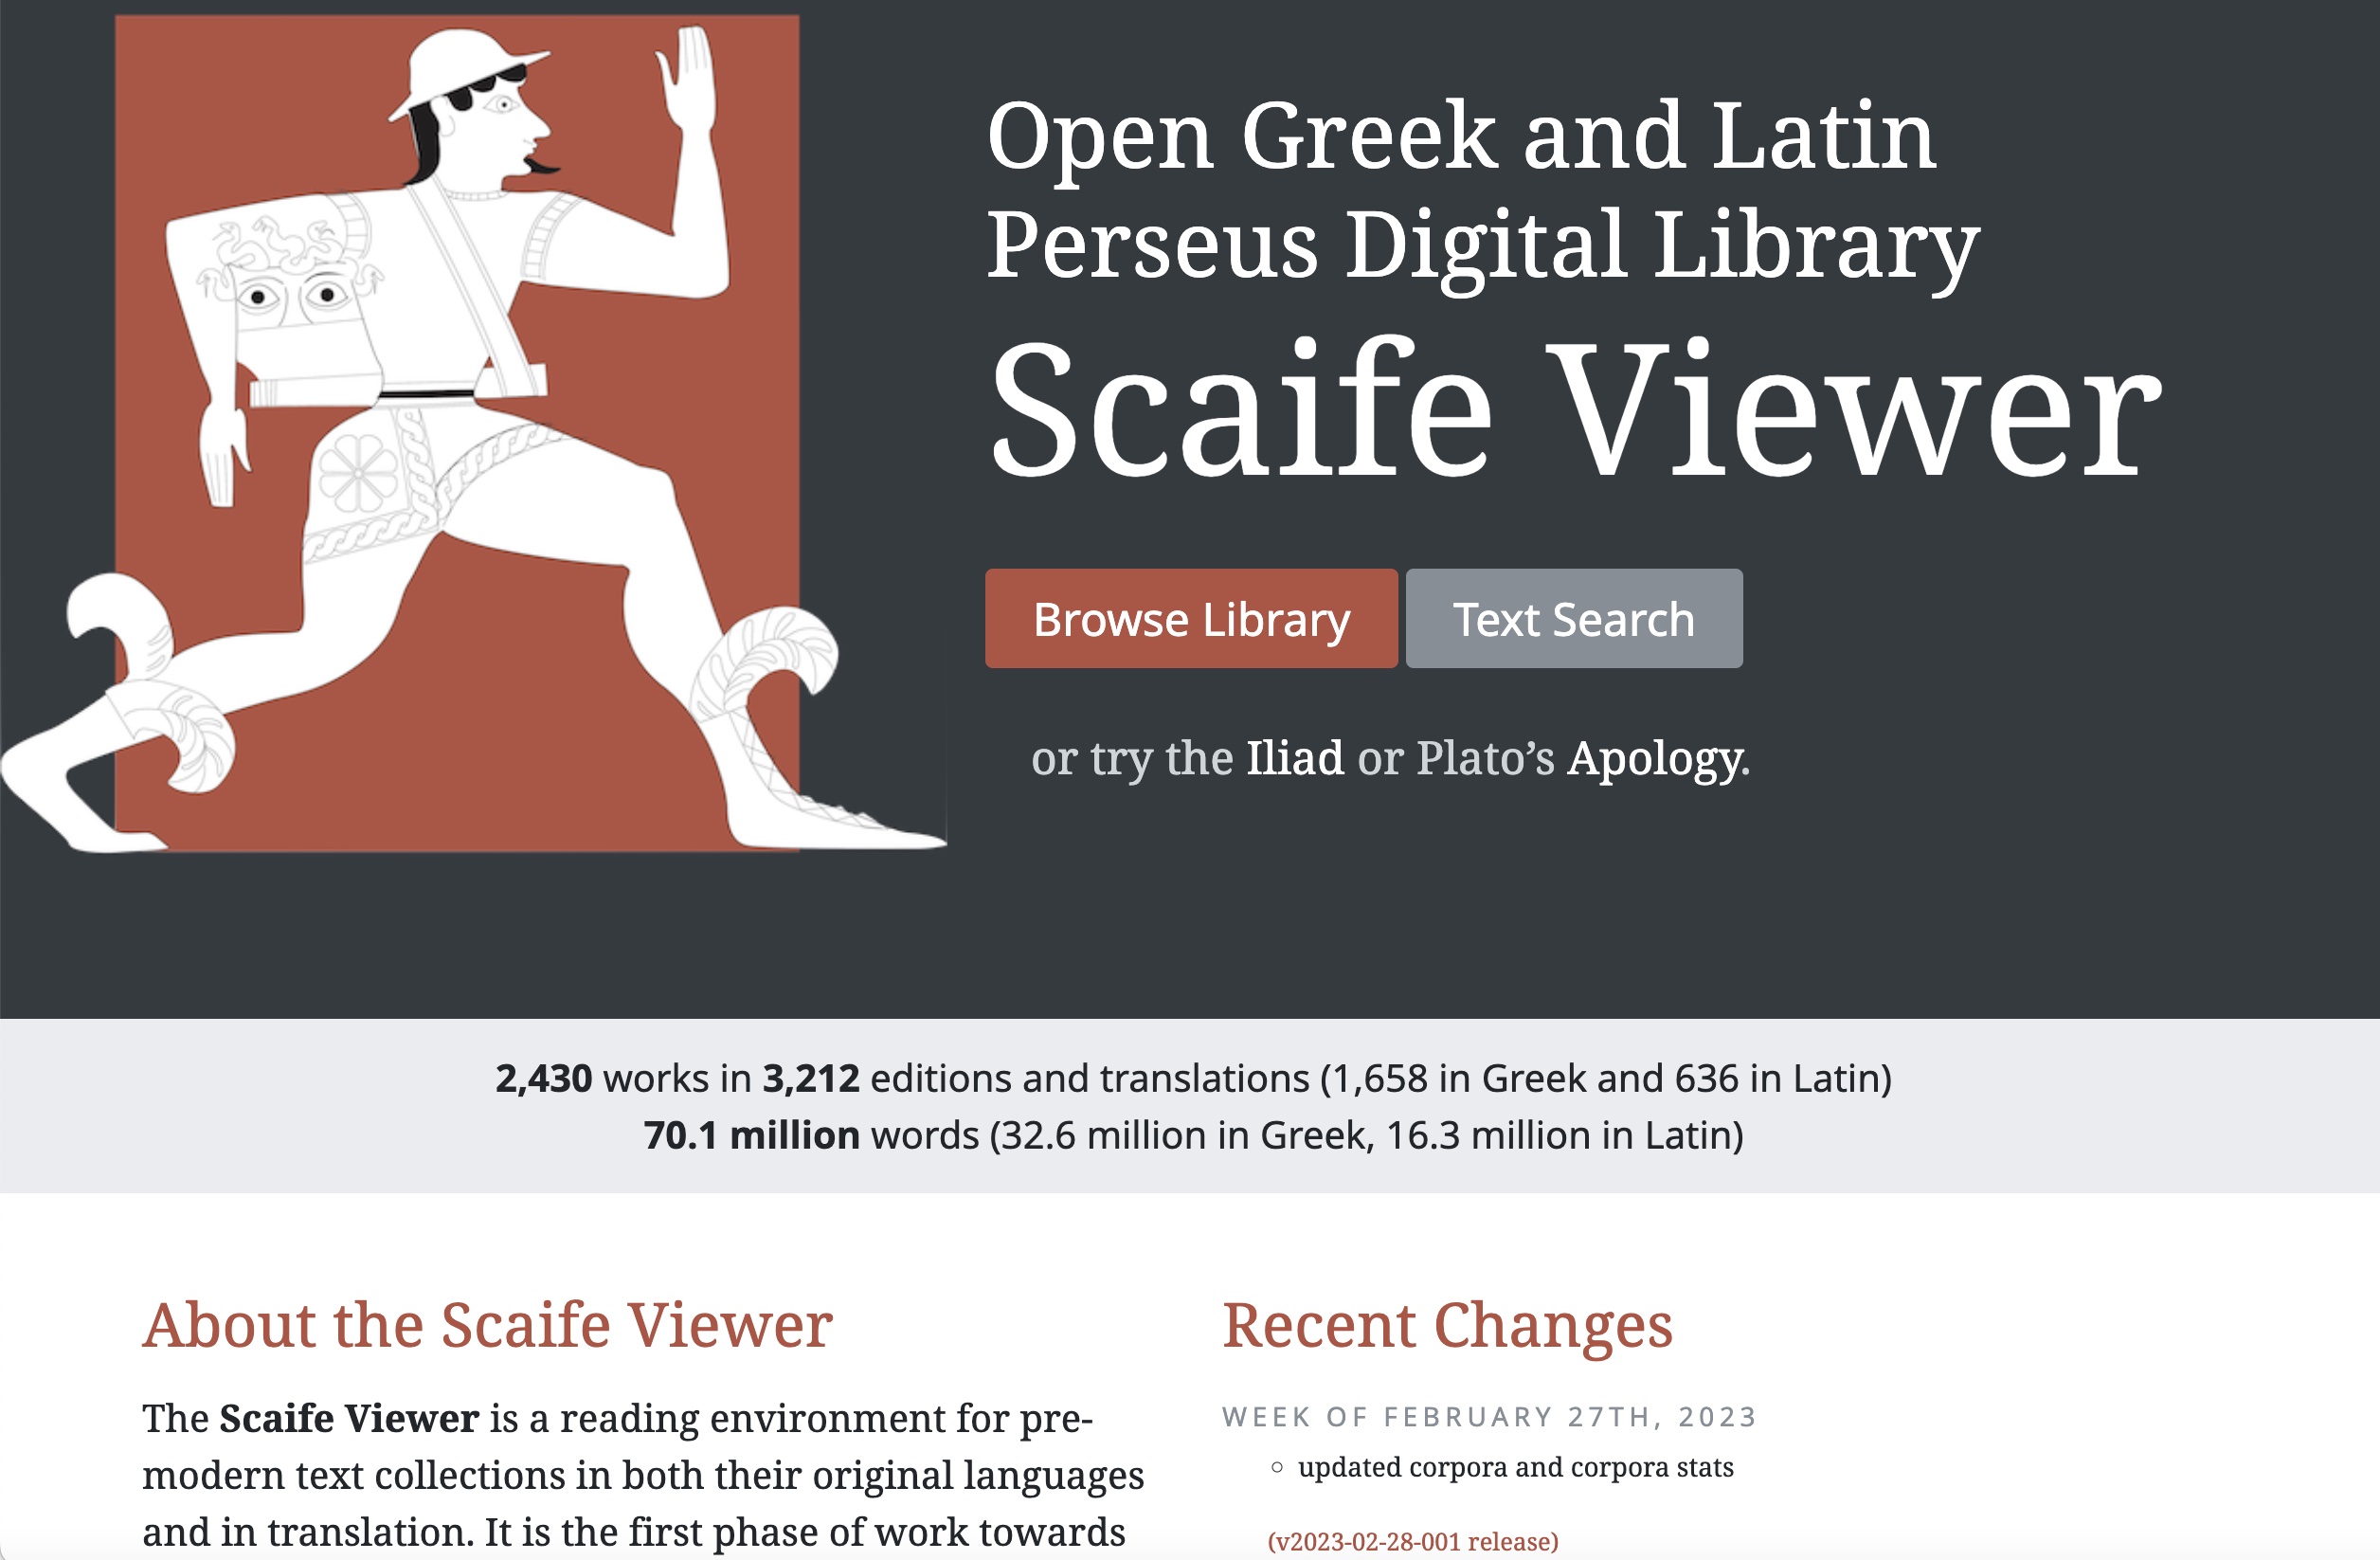 Open Greek and Latin
Perseus Digital Library
Scaife Viewer
Browse Library
Text Search
or try the Iliad or Plato’s Apology.
2,430 works in 3,212 editions and translations (1,658 in Greek and 636 in Latin)
70.1 million words (32.6 million in Greek, 16.3 million in Latin)
About the Scaife Viewer
The Scaife Viewer is a reading environment for pre-
modern text collections in both their original languages
and in translation. It is the first phase of work towards
Recent Changes
WEEK OF FEBRUARY 27TH, 2023
◦ updated corpora and corpora stats
(v2023-02-28-001 release)